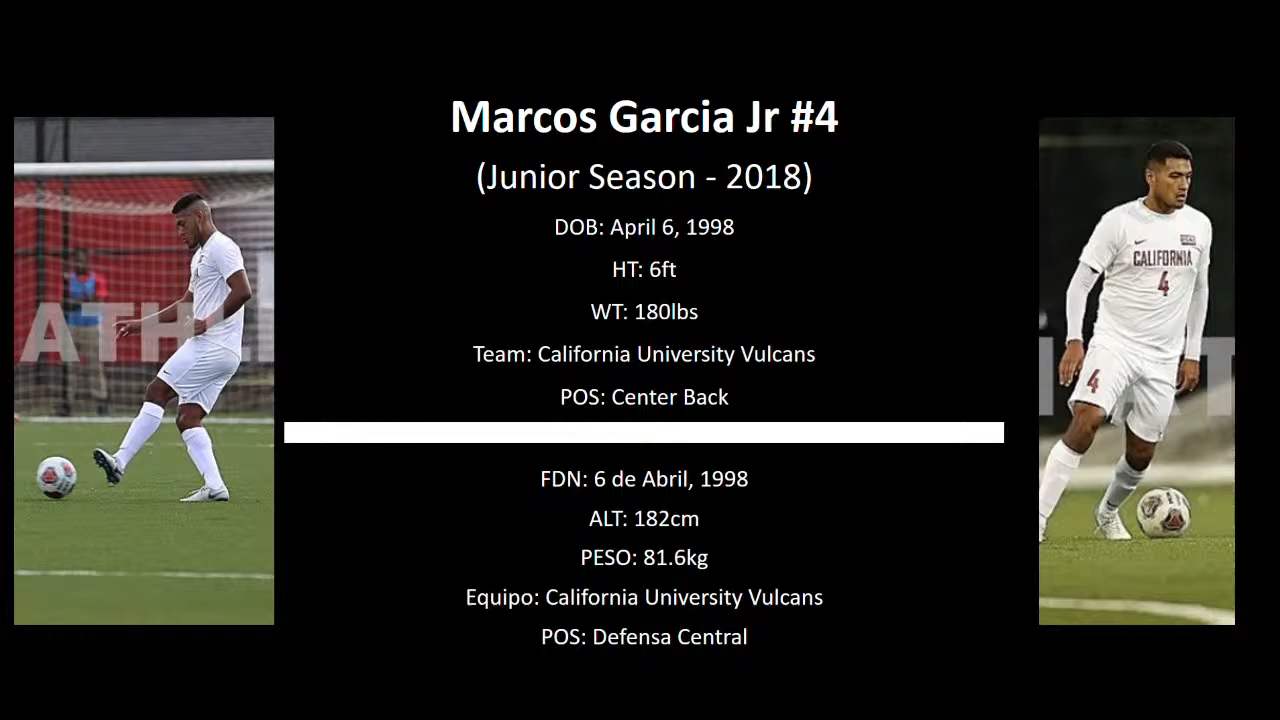 Marcos Garcia Jr #4
(Junior Season - 2018)
DOB: April 6, 1998
HT: 6ft
WT: 180lbs
Team: California University Vulcans
POS: Center Back
FDN: 6 de Abril, 1998
ALT: 182cm
PESO: 81.6kg
Equipo: California University Vulcans
POS: Defensa Central
ATHL
CALIFORNIA
4
4